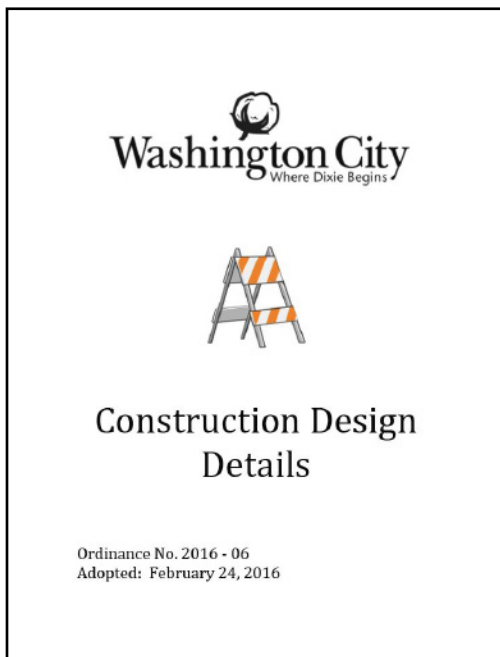 Washington City
Where Dixie Begins
Construction Design
Details
Ordinance No. 2016 - 06
Adopted: February 24, 2016